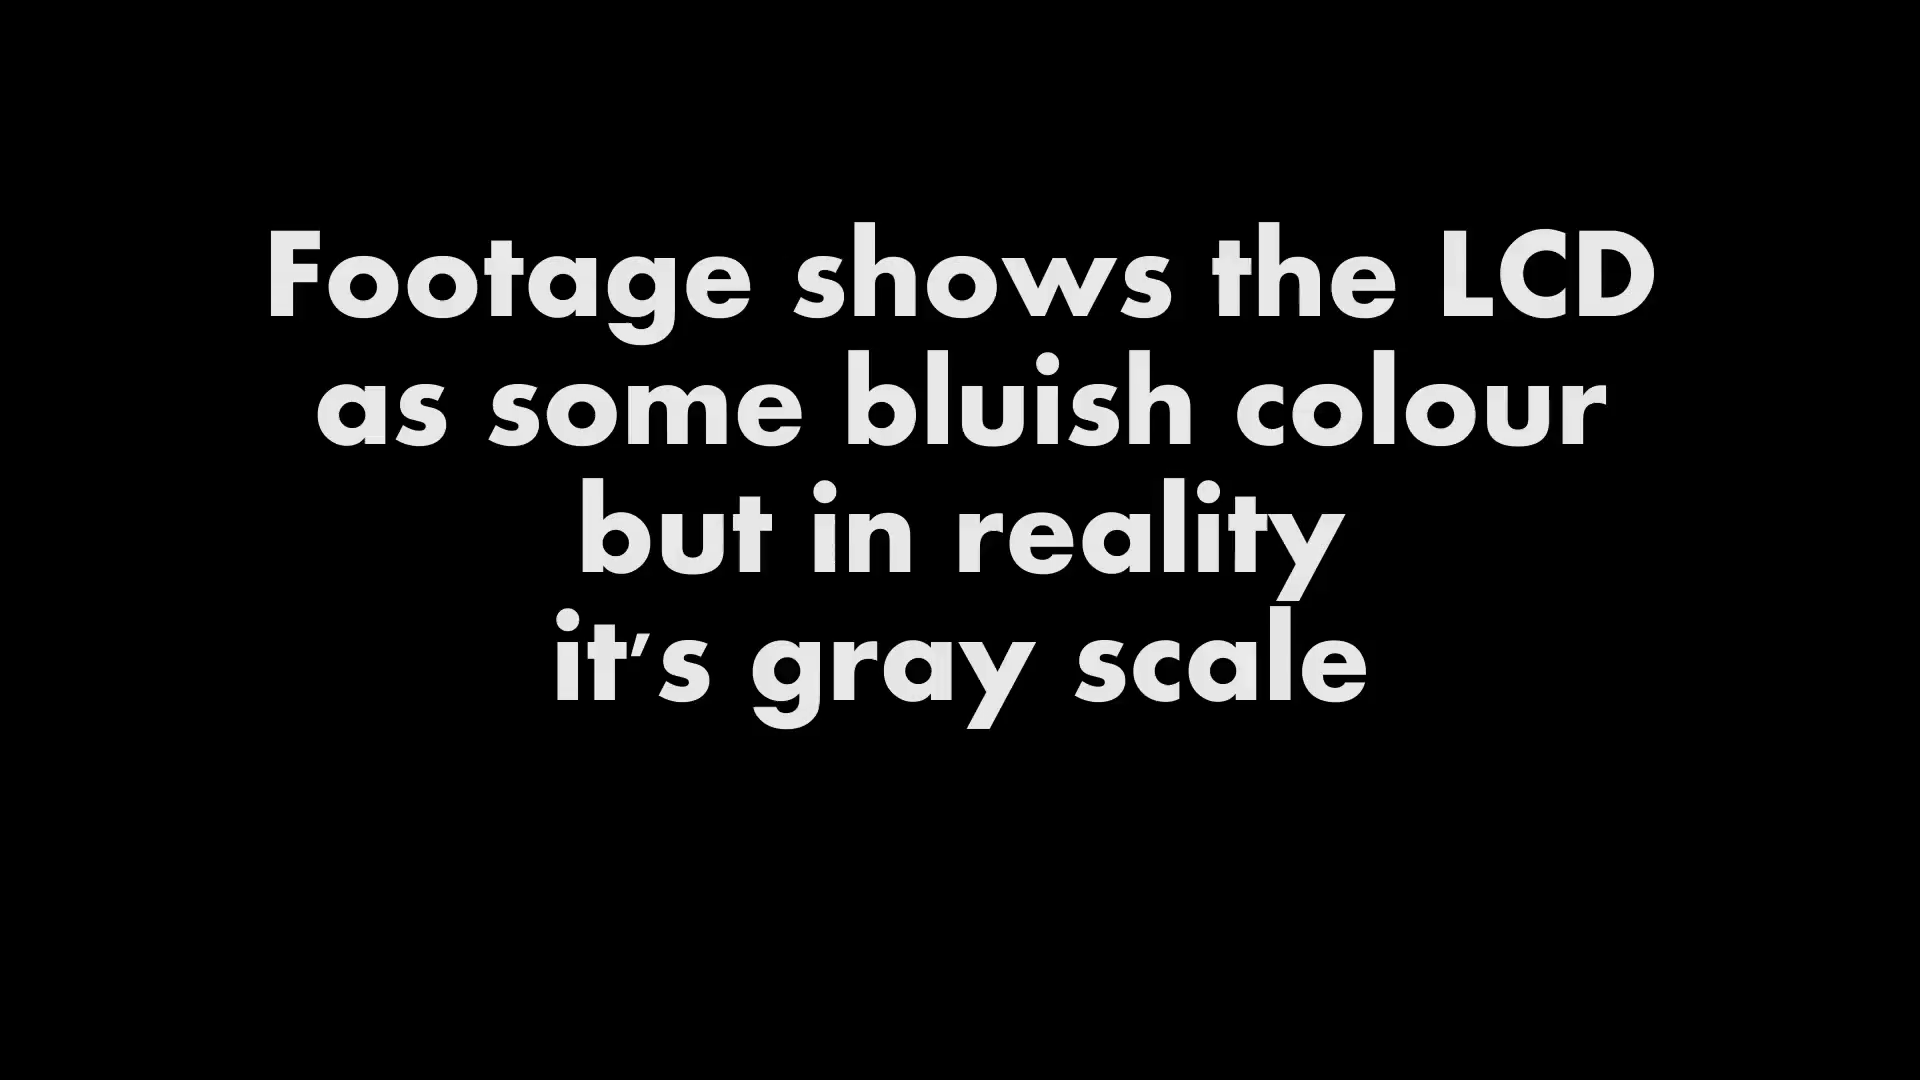 Footage shows the LCD
as some bluish colour
but in reality
it's gray scale